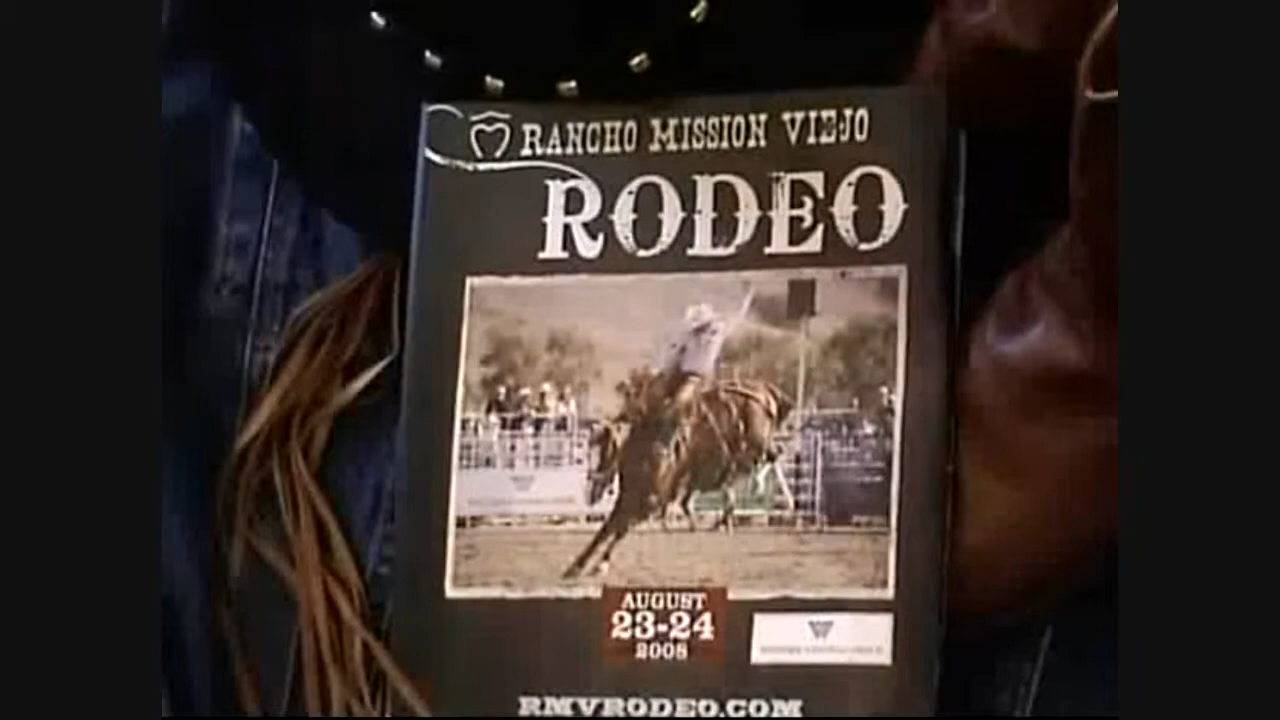 RANCHO MISSION VIEJO
RODEO
AUGUST
23-24
2008
RMVRODEO.COM